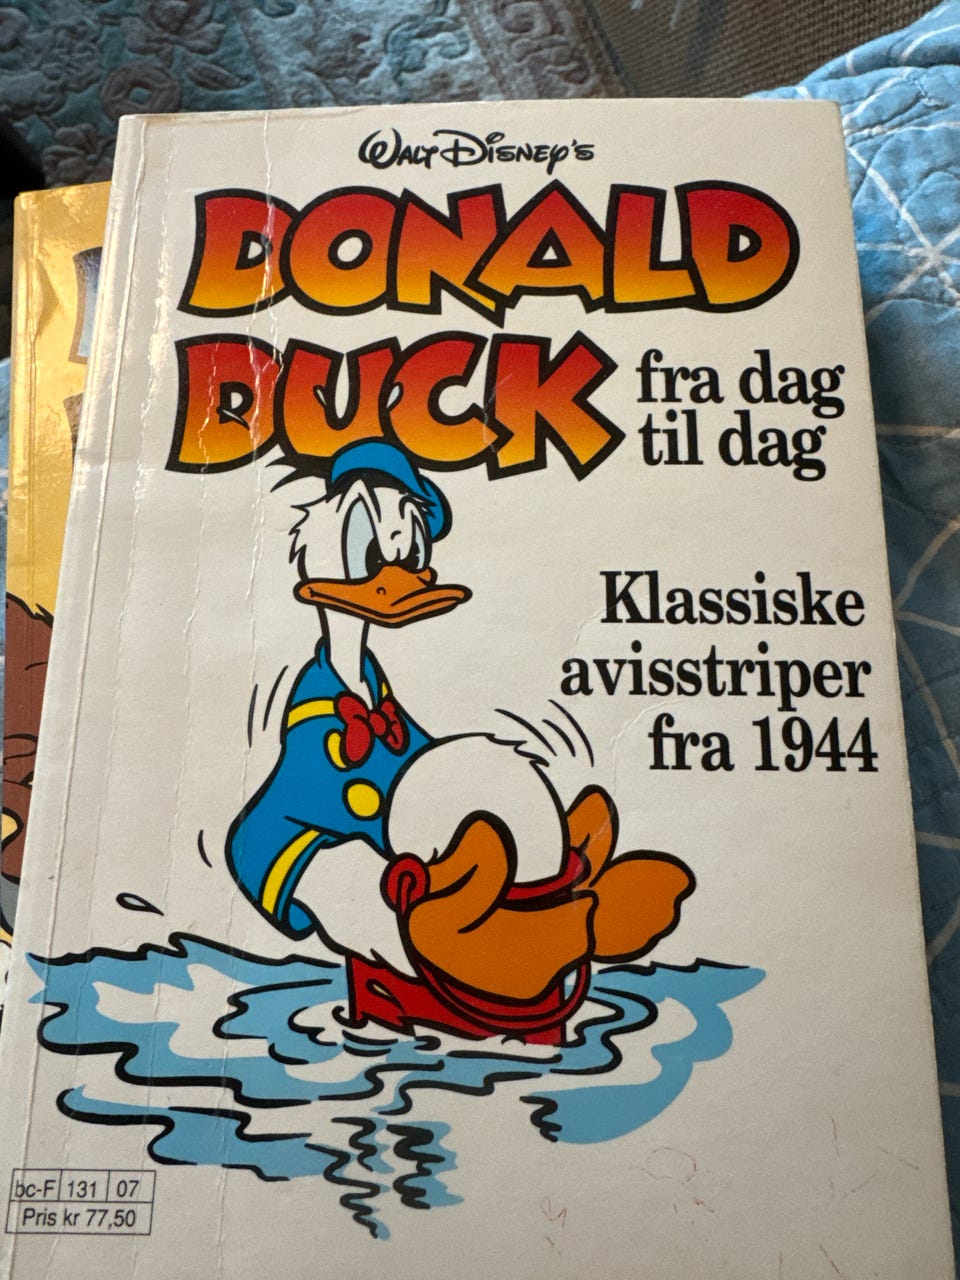 WALT DISNEY'S
DONALD
DUCK
fra dag
til dag
Klassiske
avisstriper
fra 1944
bc-F 131 07
Pris kr 77,50